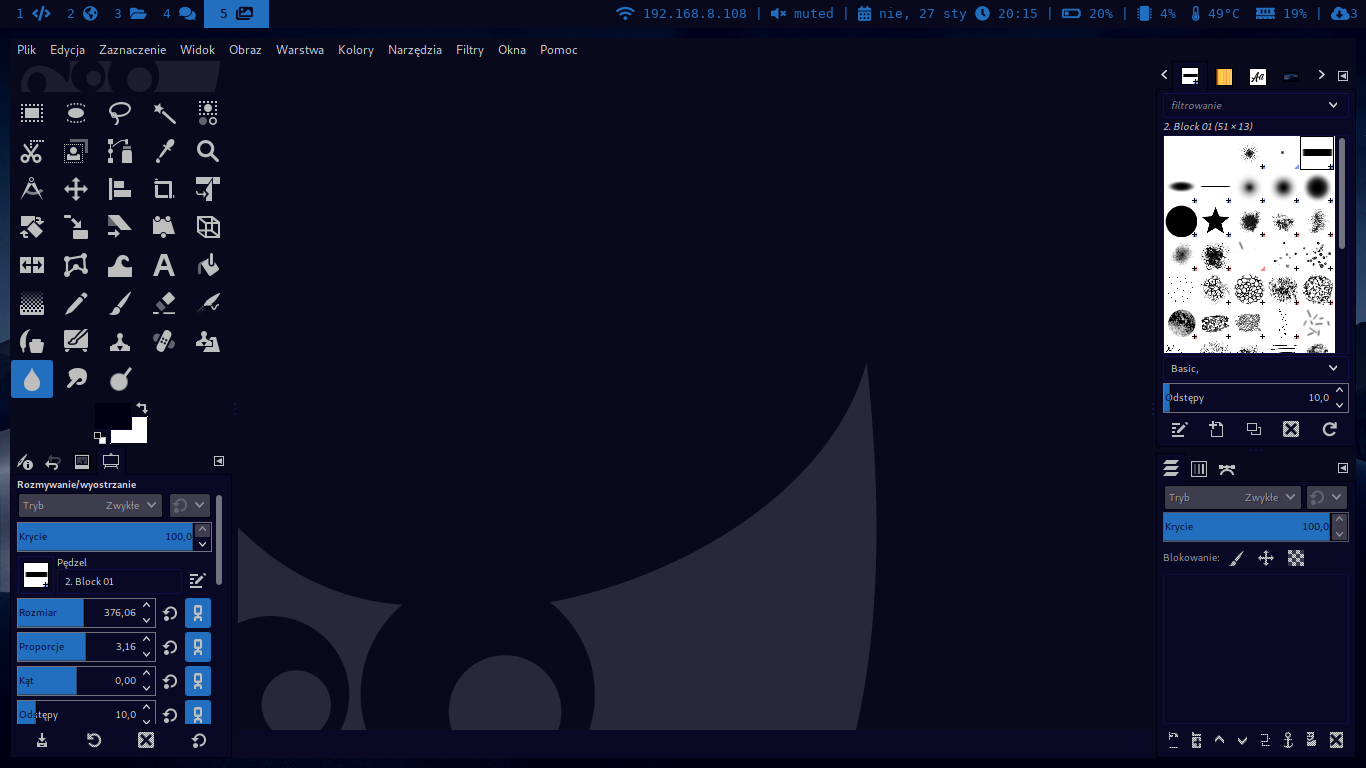 1 2 3 4 5 192.168.8.108 | muted | nie, 27 sty 20:15 | 20% | 4% 49°C 19% | 3
Plik Edycja Zaznaczenie Widok Obraz Warstwa Kolory Narzędzia Filtry Okna Pomoc
Rozmywanie/wyostrzanie
Tryb Zwykłe
Krycie 100,0
Pędzel
2. Block 01
Rozmiar 376,06
Proporcje 3,16
Kąt 0,00
Odstępy 10,0
Aa
filtrowanie
2. Block 01 (51 × 13)
Basic,
Odstępy 10,0
Tryb Zwykłe
Krycie 100,0
Blokowanie: